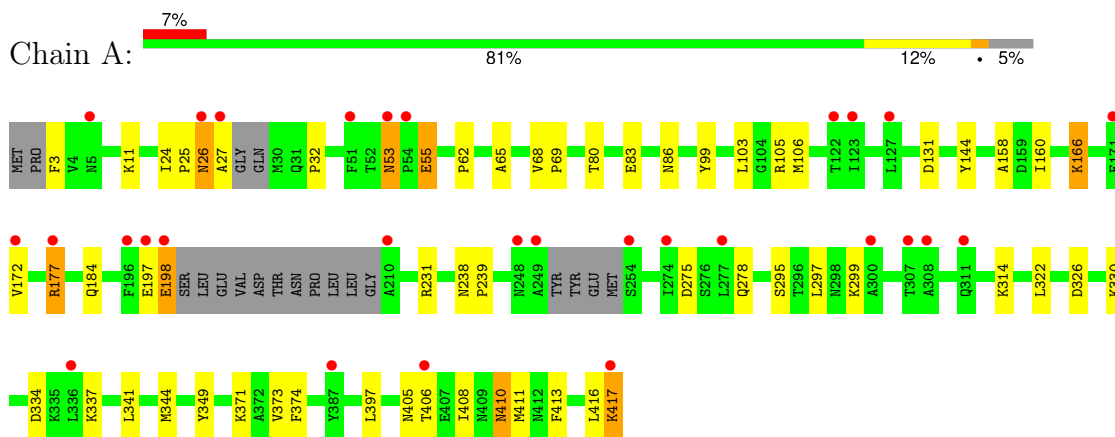 7%
Chain A:
81% 12% • 5%
MET PRO F3 V4 N5 K11 I24 P25 N26 A27 GLY GLN M30 Q31 P32 F51 T52 N53 P54 E55 P62 A65 V68 P69 T80 E83 N86 Y99 L103 G104 R105 M106 T122 I123 L127 D131 Y144 A158 D159 I160 K166 E171
V172 R177 Q184 F196 E197 E198 SER LEU GLU VAL ASP THR ASN PRO LEU LEU GLY A210 R231 N238 P239 N248 A249 TYR TYR GLU MET S254 I274 D275 S276 L277 Q278 S295 T296 L297 N298 K299 A300 T307 A308 Q311 K314 L322 D326 K330
D334 K335 L336 K337 L341 M344 Y349 K371 A372 V373 F374 Y387 L397 N405 T406 E407 I408 N409 N410 M411 N412 F413 L416 K417